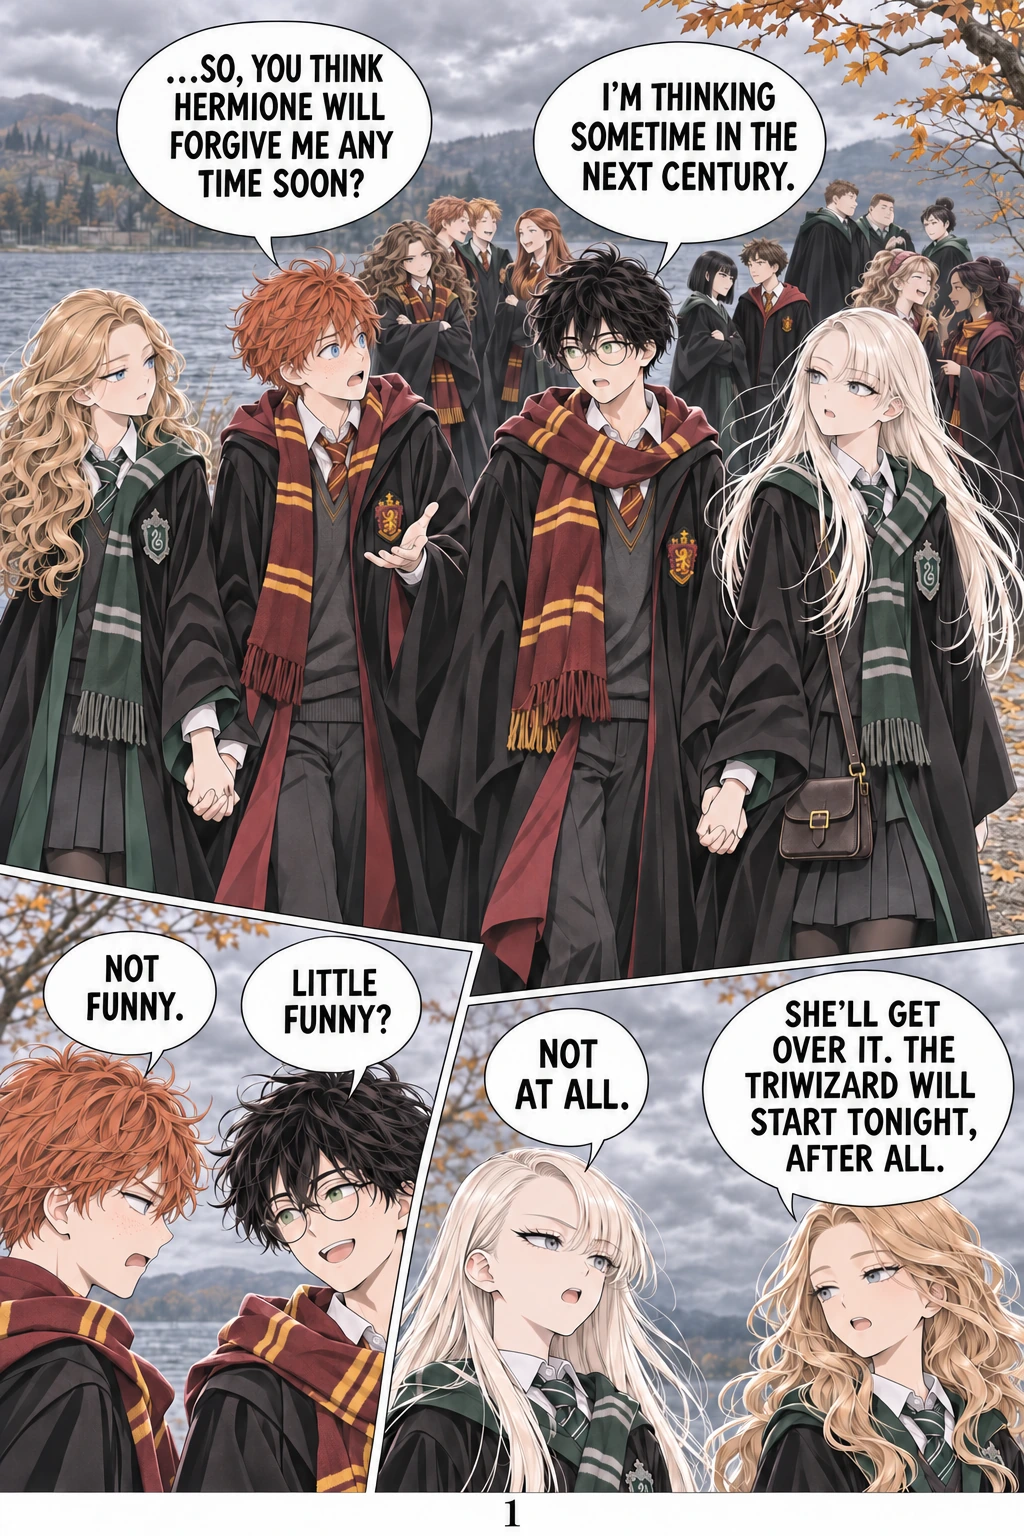 ...SO, YOU THINK
HERMIONE WILL
FORGIVE ME ANY
TIME SOON?
I'M THINKING
SOMETIME IN THE
NEXT CENTURY.
NOT
FUNNY.
LITTLE
FUNNY?
NOT
AT ALL.
SHE'LL GET
OVER IT. THE
TRIWIZARD WILL
START TONIGHT,
AFTER ALL.
1